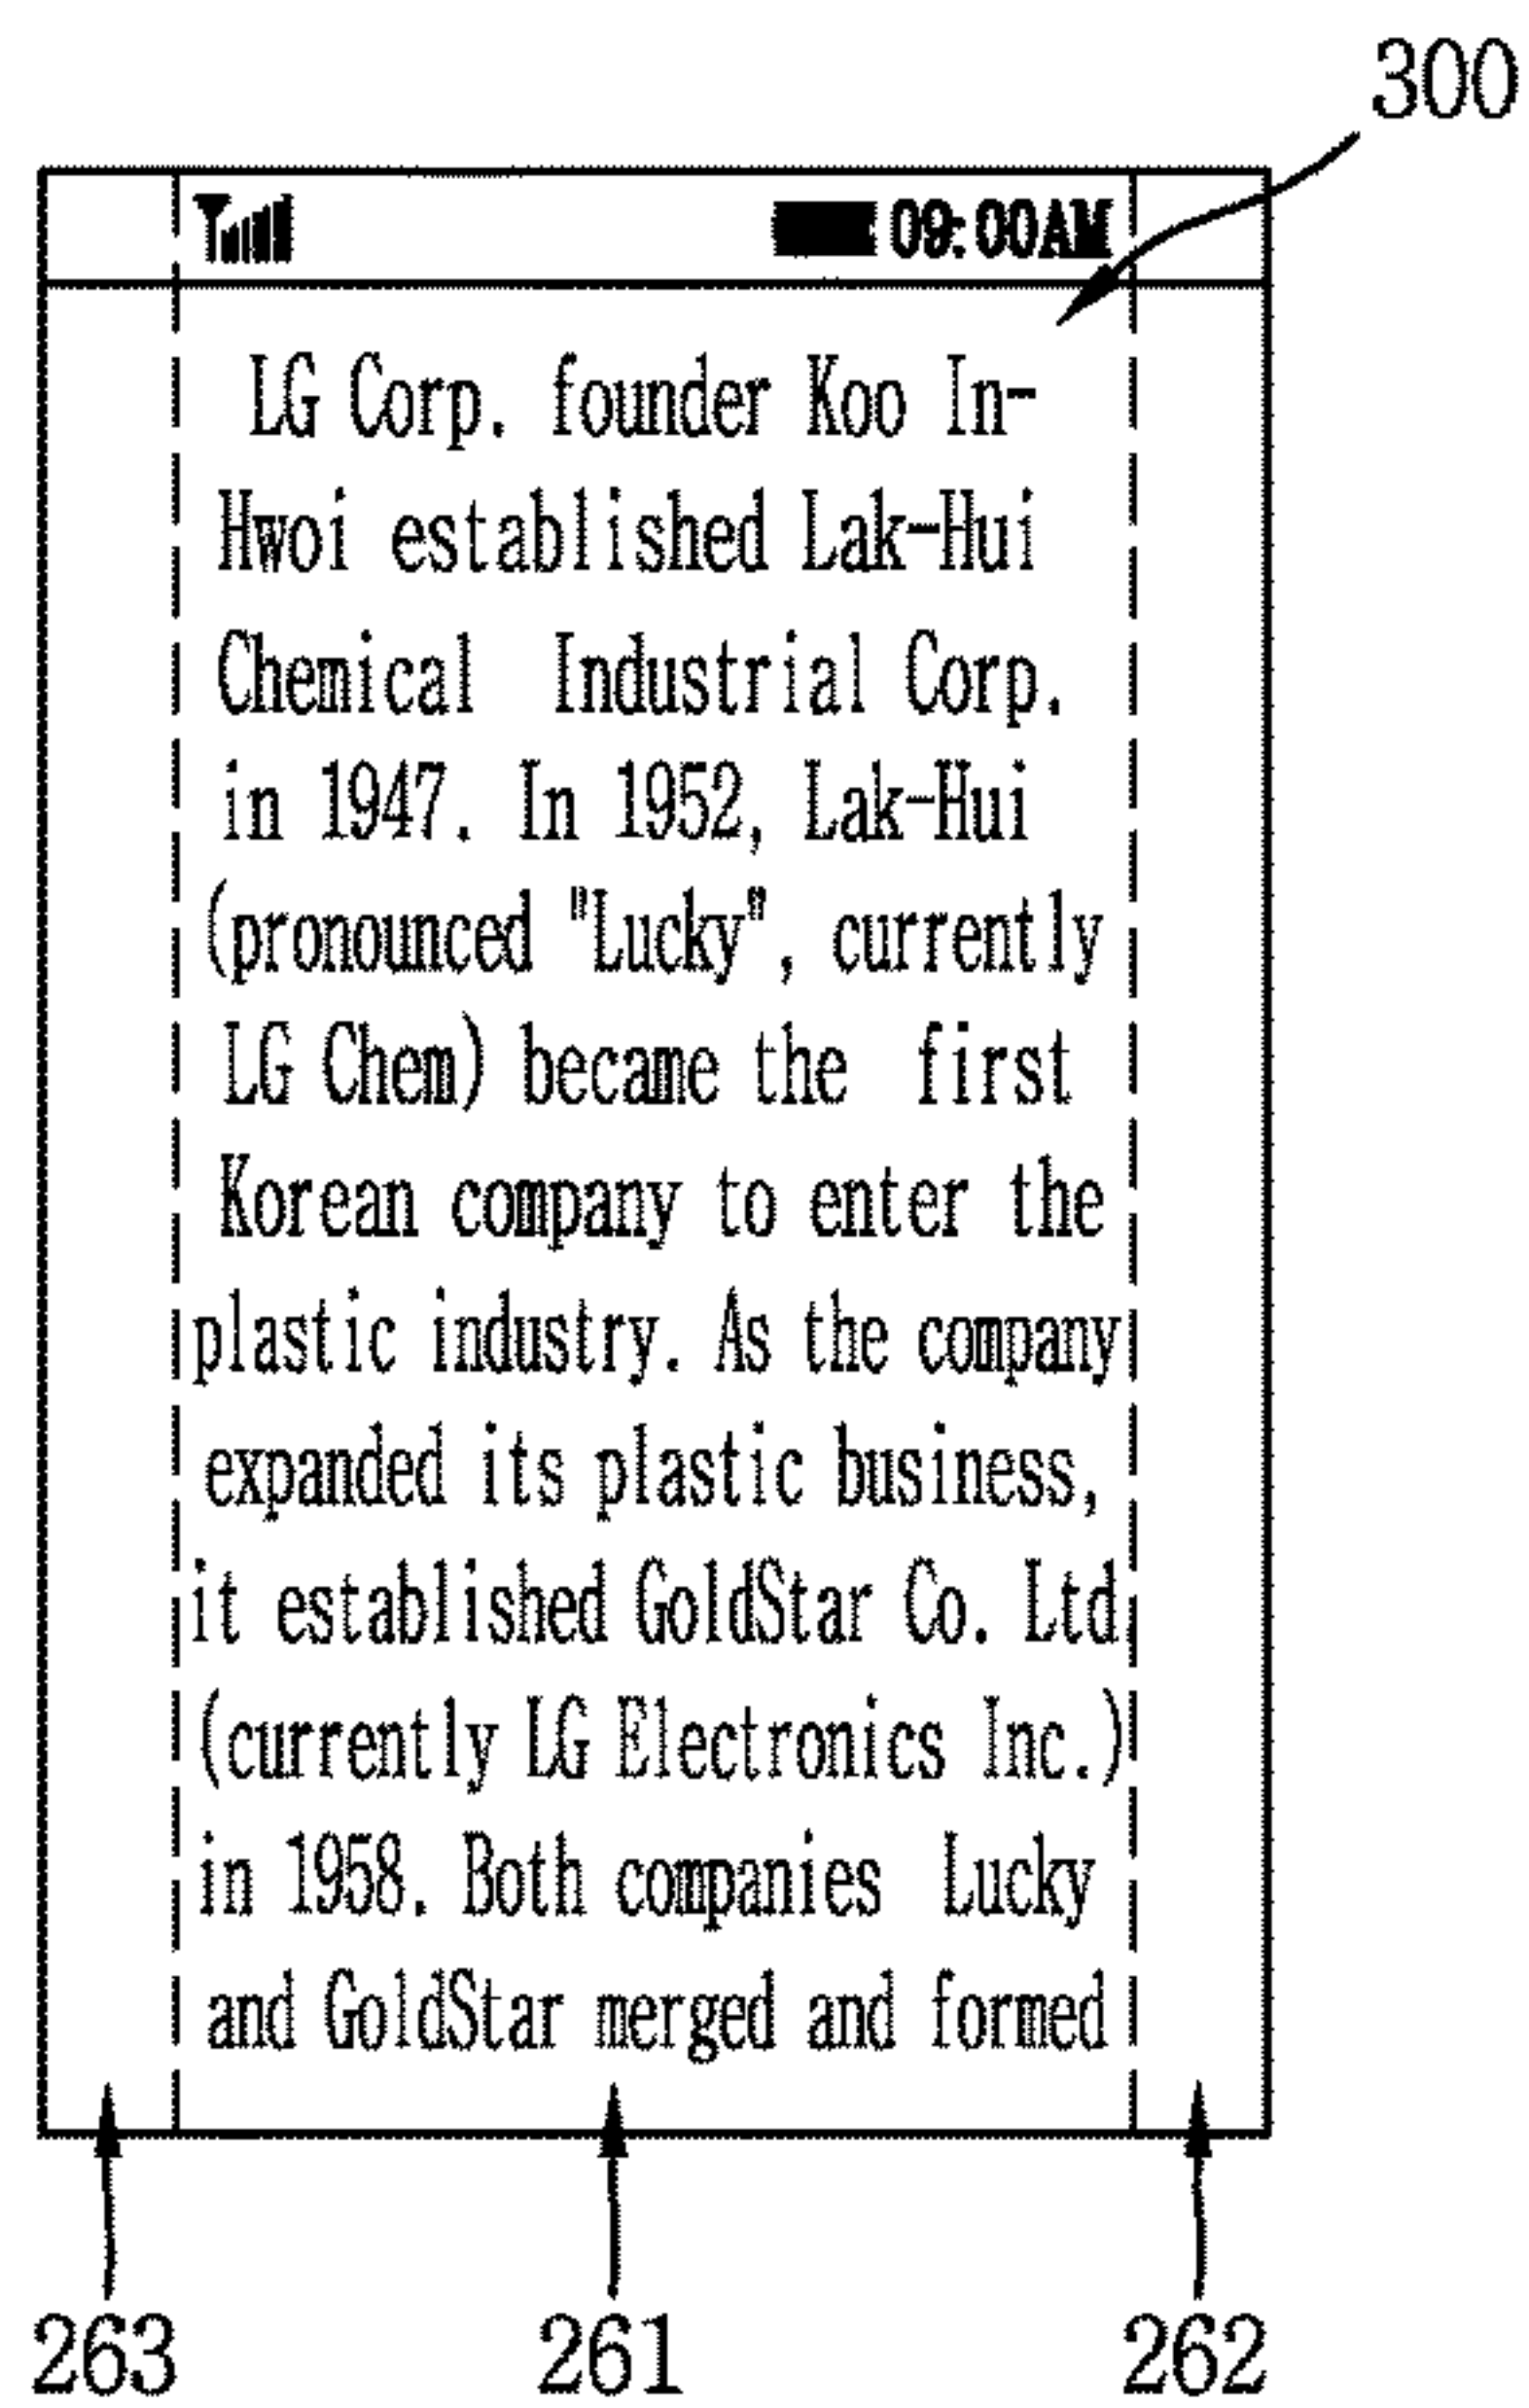 300
09:00AM
LG Corp. founder Koo In-
Hwoi established Lak-Hui
Chemical Industrial Corp.
in 1947. In 1952, Lak-Hui
(pronounced "Lucky", currently
LG Chem) became the first
Korean company to enter the
plastic industry. As the company
expanded its plastic business,
it established GoldStar Co. Ltd.
(currently LG Electronics Inc.)
in 1958. Both companies Lucky
and GoldStar merged and formed
263 261 262